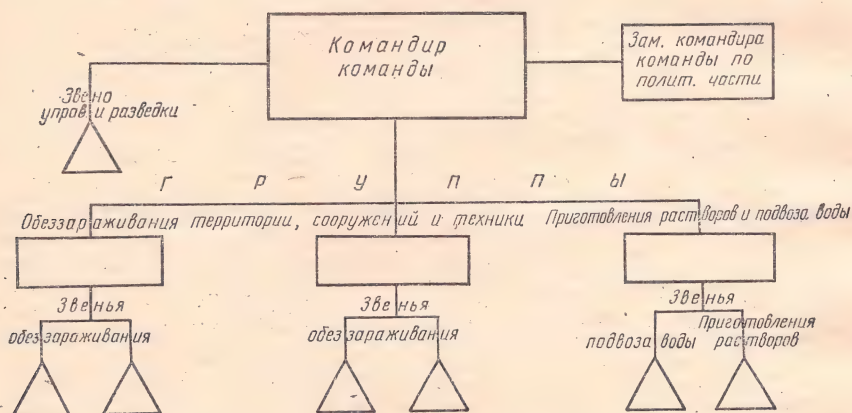 Командир
команды
Зам. командира
команды по
полит. части
Звено
управ и разведки
Г Р У П П Ы
Обеззараживания территории, сооружений и техники
Приготовления растворов и подвоза воды
Звенья
обеззараживания
Звенья
обеззараживания
Звенья
подвоза воды
Приготовления
растворов